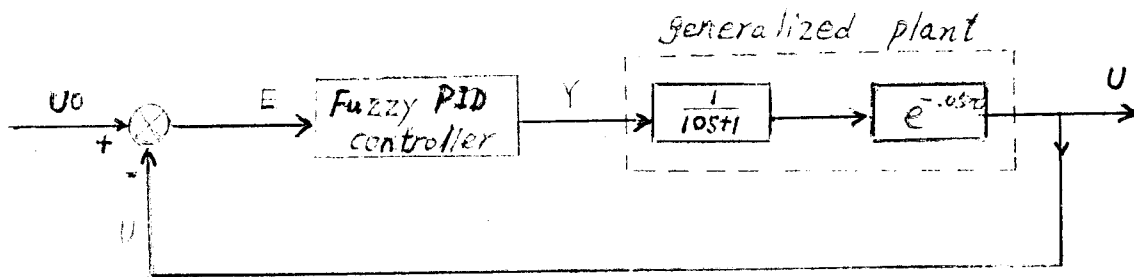 generalized plant
U0
+
-
E
Fuzzy PID
controller
Y
1
10s+1
U
U